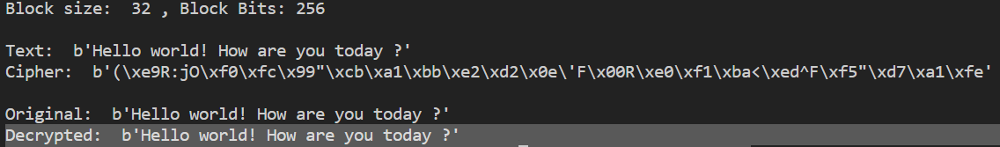 Block size:  32 , Block Bits: 256
Text:  b'Hello world! How are you today ?'
Cipher:  b'(\xe9R:jO\xf0\xfc\x99"\xcb\xa1\xbb\xe2\xd2\x0e\'F\x00R\xe0\xf1\xba<\xed^F\xf5"\xd7\xa1\xfe'
Original:  b'Hello world! How are you today ?'
Decrypted:  b'Hello world! How are you today ?'